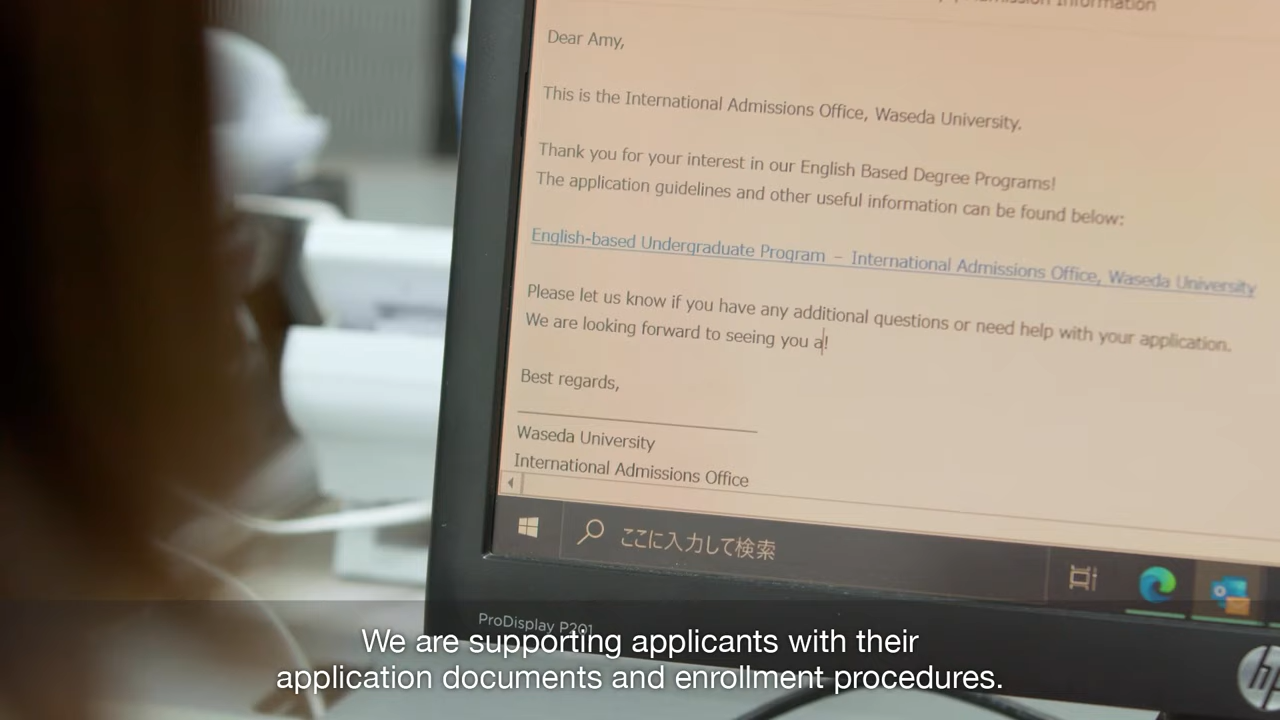 Information
Dear Amy,
This is the International Admissions Office, Waseda University.
Thank you for your interest in our English Based Degree Programs!
The application guidelines and other useful information can be found below:
English-based Undergraduate Program – International Admissions Office, Waseda University
Please let us know if you have any additional questions or need help with your application.
We are looking forward to seeing you a!
Best regards,
Waseda University
International Admissions Office
ここに入力して検索
ProDisplay P201
hp
We are supporting applicants with their
application documents and enrollment procedures.